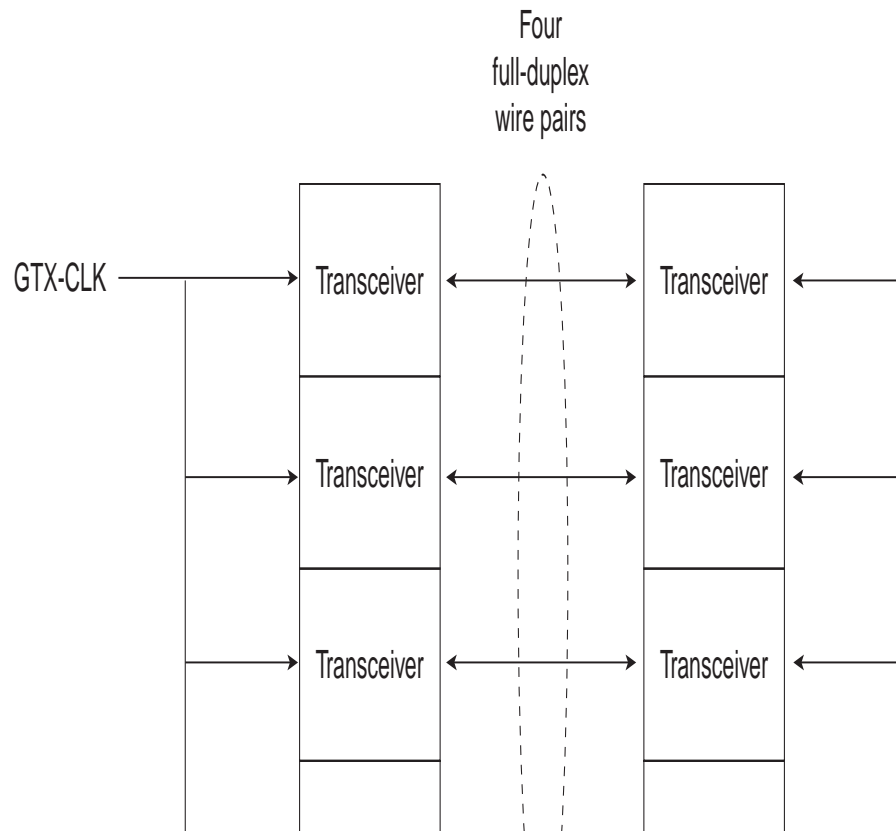 Four
full-duplex
wire pairs
GTX-CLK
Transceiver
Transceiver
Transceiver
Transceiver
Transceiver
Transceiver